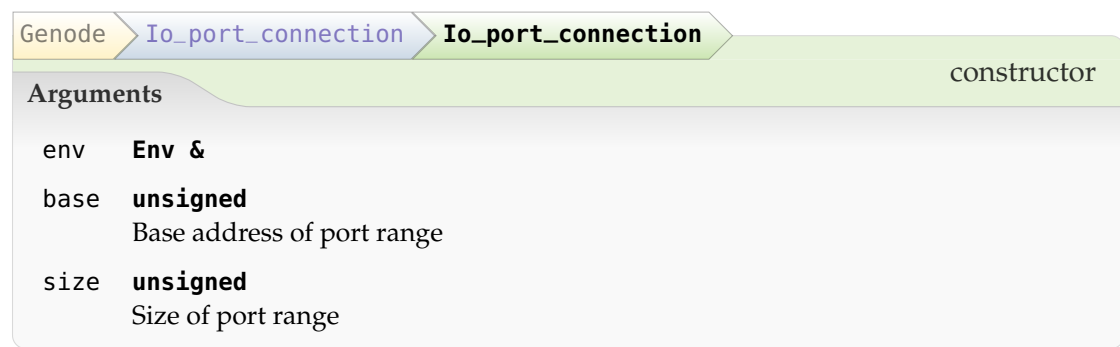 Genode Io_port_connection Io_port_connection
constructor
Arguments
env Env &
base unsigned
Base address of port range
size unsigned
Size of port range